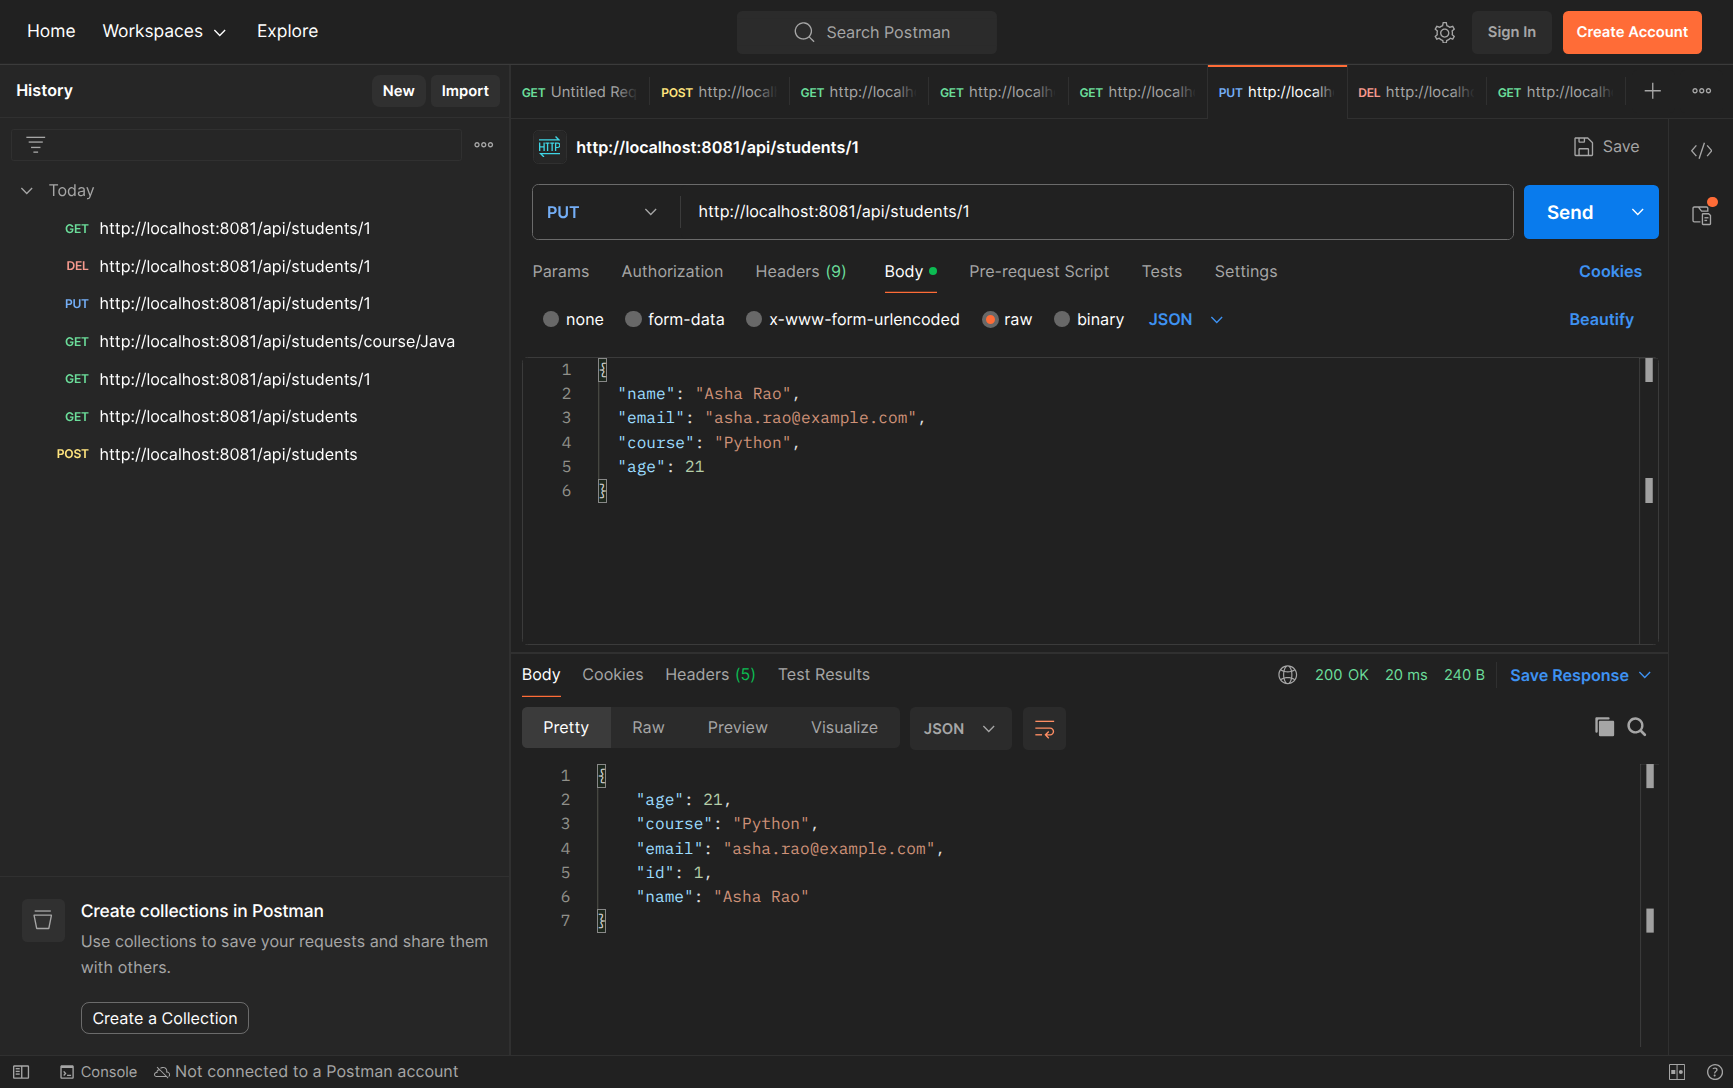 Home Workspaces Explore
Search Postman
Sign In Create Account
History New Import
GET Untitled Req POST http://local GET http://localh GET http://localh GET http://localh PUT http://localh DEL http://localh GET http://localh
HTTP http://localhost:8081/api/students/1 Save
Today
GET http://localhost:8081/api/students/1
DEL http://localhost:8081/api/students/1
PUT http://localhost:8081/api/students/1
GET http://localhost:8081/api/students/course/Java
GET http://localhost:8081/api/students/1
GET http://localhost:8081/api/students
POST http://localhost:8081/api/students
PUT http://localhost:8081/api/students/1 Send
Params Authorization Headers (9) Body Pre-request Script Tests Settings Cookies
none form-data x-www-form-urlencoded raw binary JSON Beautify
1 {
2 "name": "Asha Rao",
3 "email": "asha.rao@example.com",
4 "course": "Python",
5 "age": 21
6 }
Body Cookies Headers (5) Test Results 200 OK 20 ms 240 B Save Response
Pretty Raw Preview Visualize JSON
1 {
2 "age": 21,
3 "course": "Python",
4 "email": "asha.rao@example.com",
5 "id": 1,
6 "name": "Asha Rao"
7 }
Create collections in Postman
Use collections to save your requests and share them
with others.
Create a Collection
Console Not connected to a Postman account